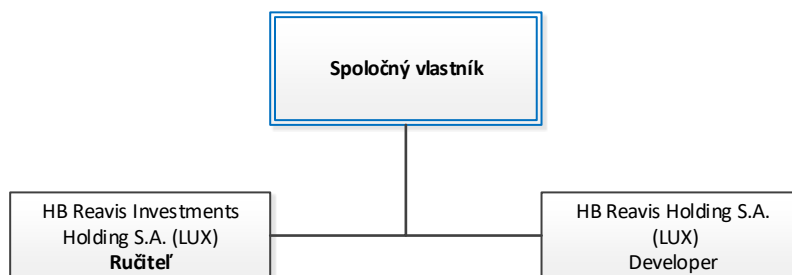 Spoločný vlastník
HB Reavis Investments
Holding S.A. (LUX)
Ručiteľ
HB Reavis Holding S.A.
(LUX)
Developer